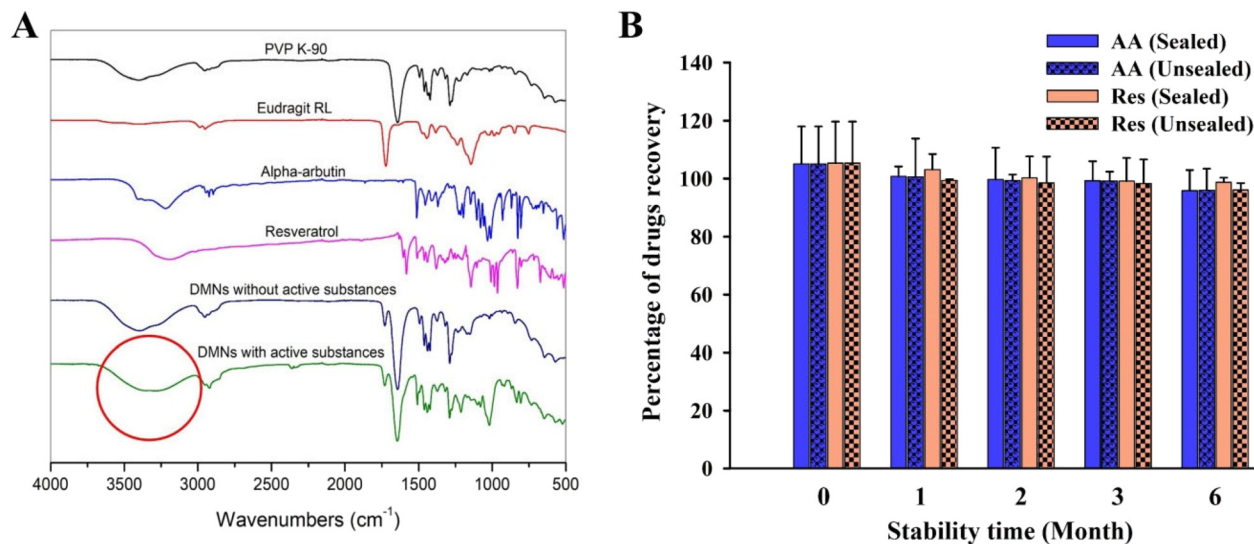 A
PVP K-90
Eudragit RL
Alpha-arbutin
Resveratrol
DMNs without active substances
DMNs with active substances
4000 3500 3000 2500 2000 1500 1000 500
Wavenumbers (cm⁻¹)
B
AA (Sealed)
AA (Unsealed)
Res (Sealed)
Res (Unsealed)
Percentage of drugs recovery
140
120
100
80
60
40
20
0
0 1 2 3 6
Stability time (Month)